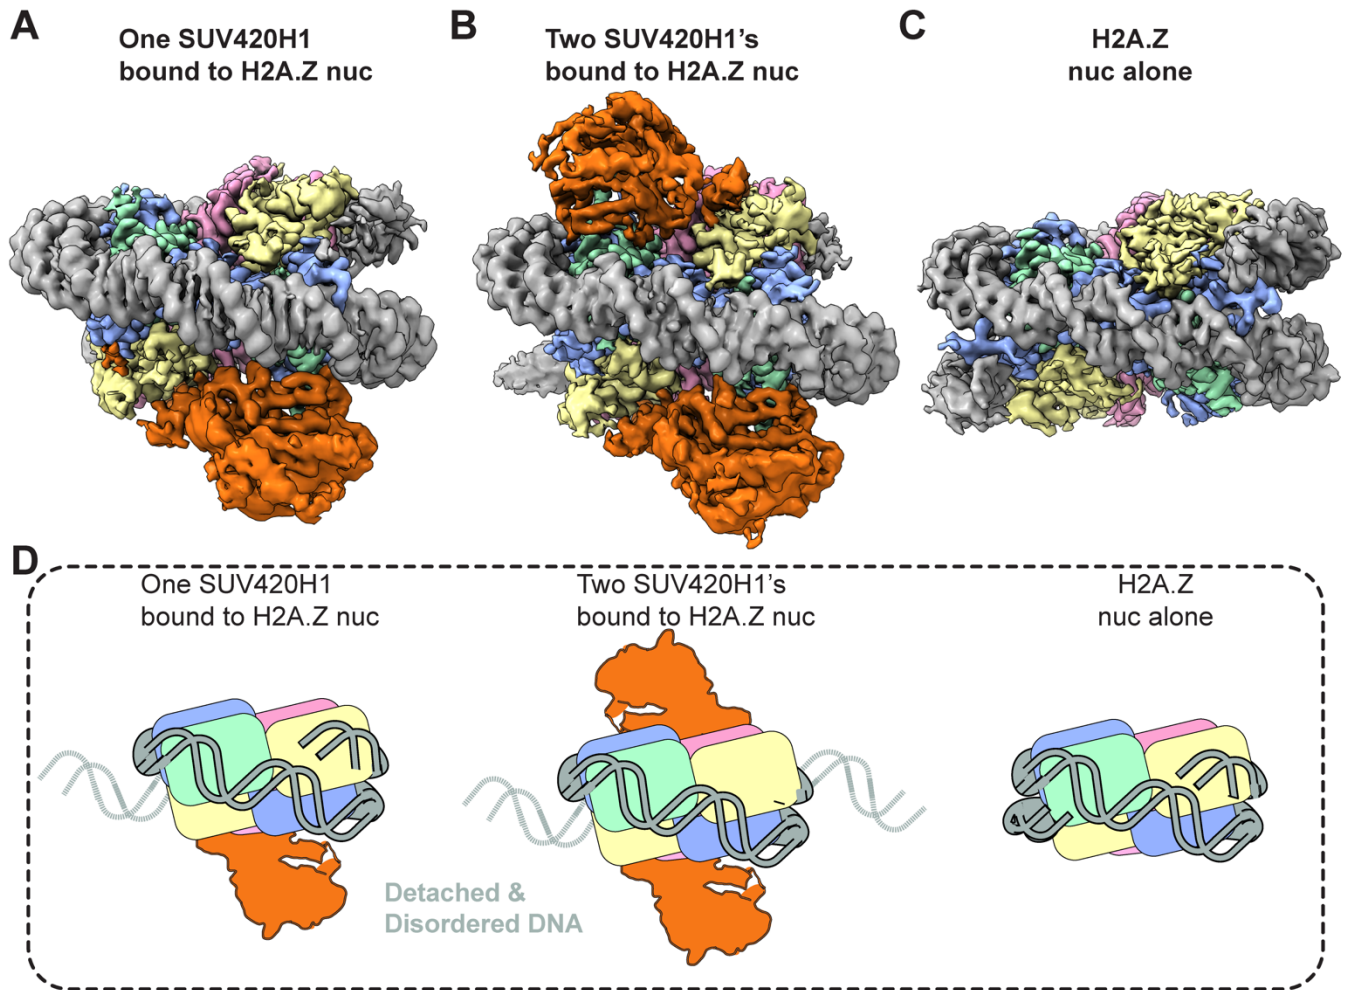 A
One SUV420H1
bound to H2A.Z nuc
B
Two SUV420H1's
bound to H2A.Z nuc
C
H2A.Z
nuc alone
D
One SUV420H1
bound to H2A.Z nuc
Two SUV420H1's
bound to H2A.Z nuc
H2A.Z
nuc alone
Detached &
Disordered DNA